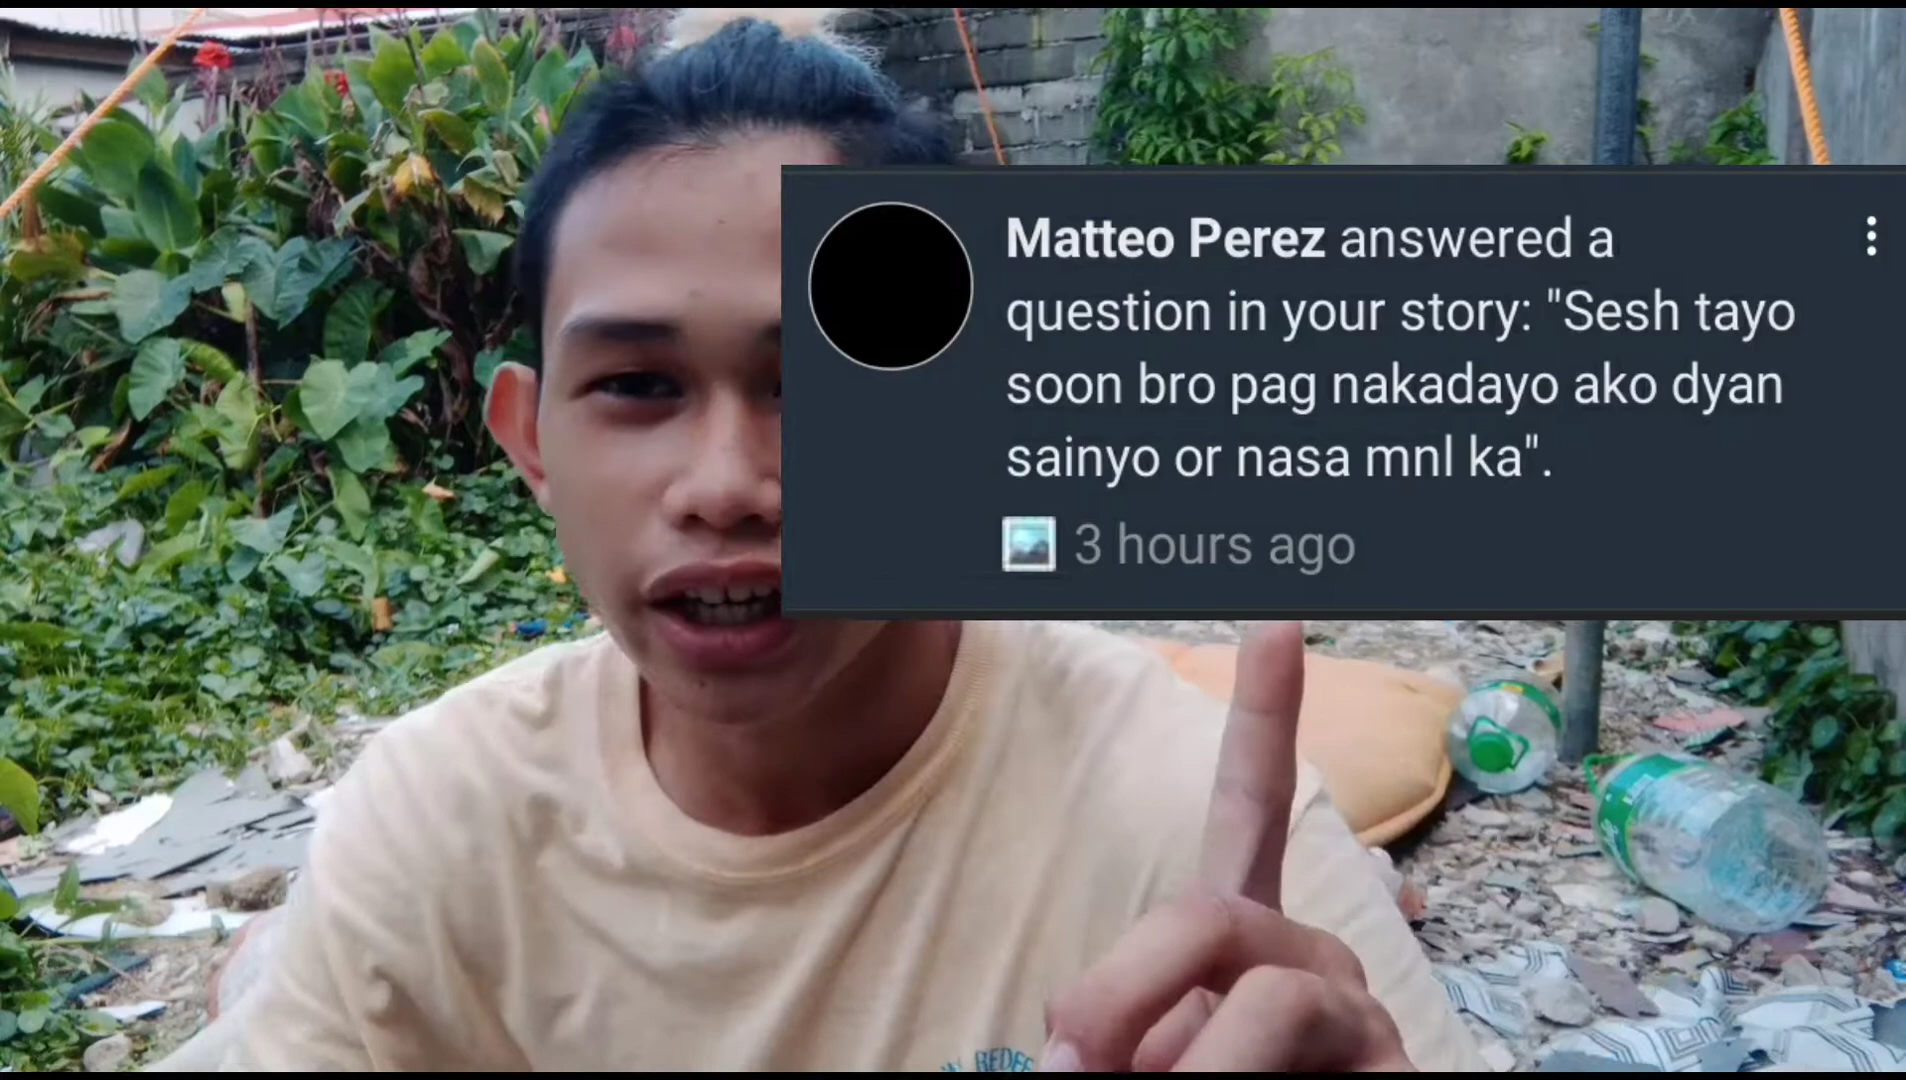 Matteo Perez answered a
question in your story: "Sesh tayo
soon bro pag nakadayo ako dyan
sainyo or nasa mnl ka".
3 hours ago